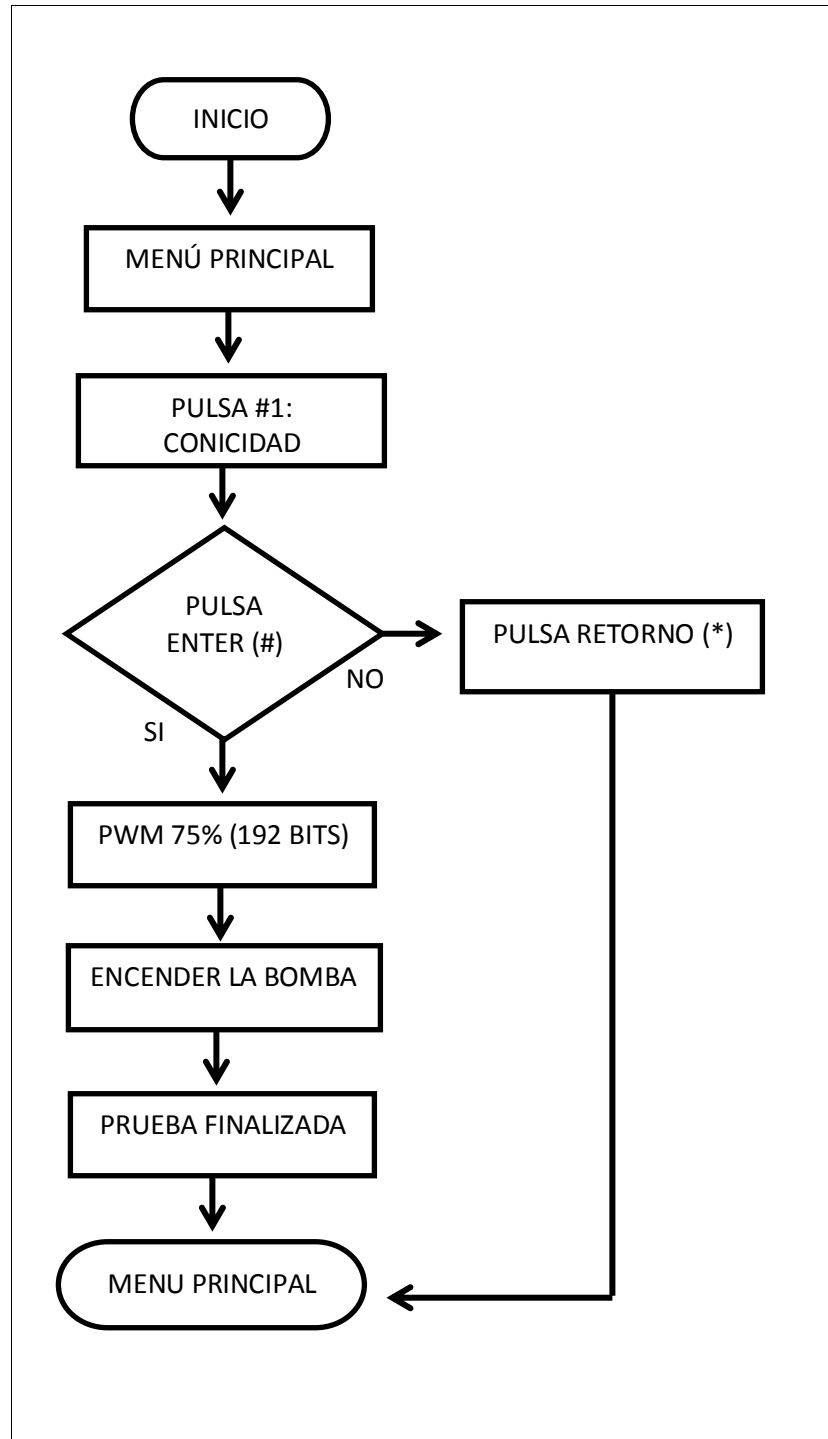 INICIO
MENÚ PRINCIPAL
PULSA #1:
CONICIDAD
PULSA
ENTER (#)
NO
PULSA RETORNO (*)
SI
PWM 75% (192 BITS)
ENCENDER LA BOMBA
PRUEBA FINALIZADA
MENU PRINCIPAL